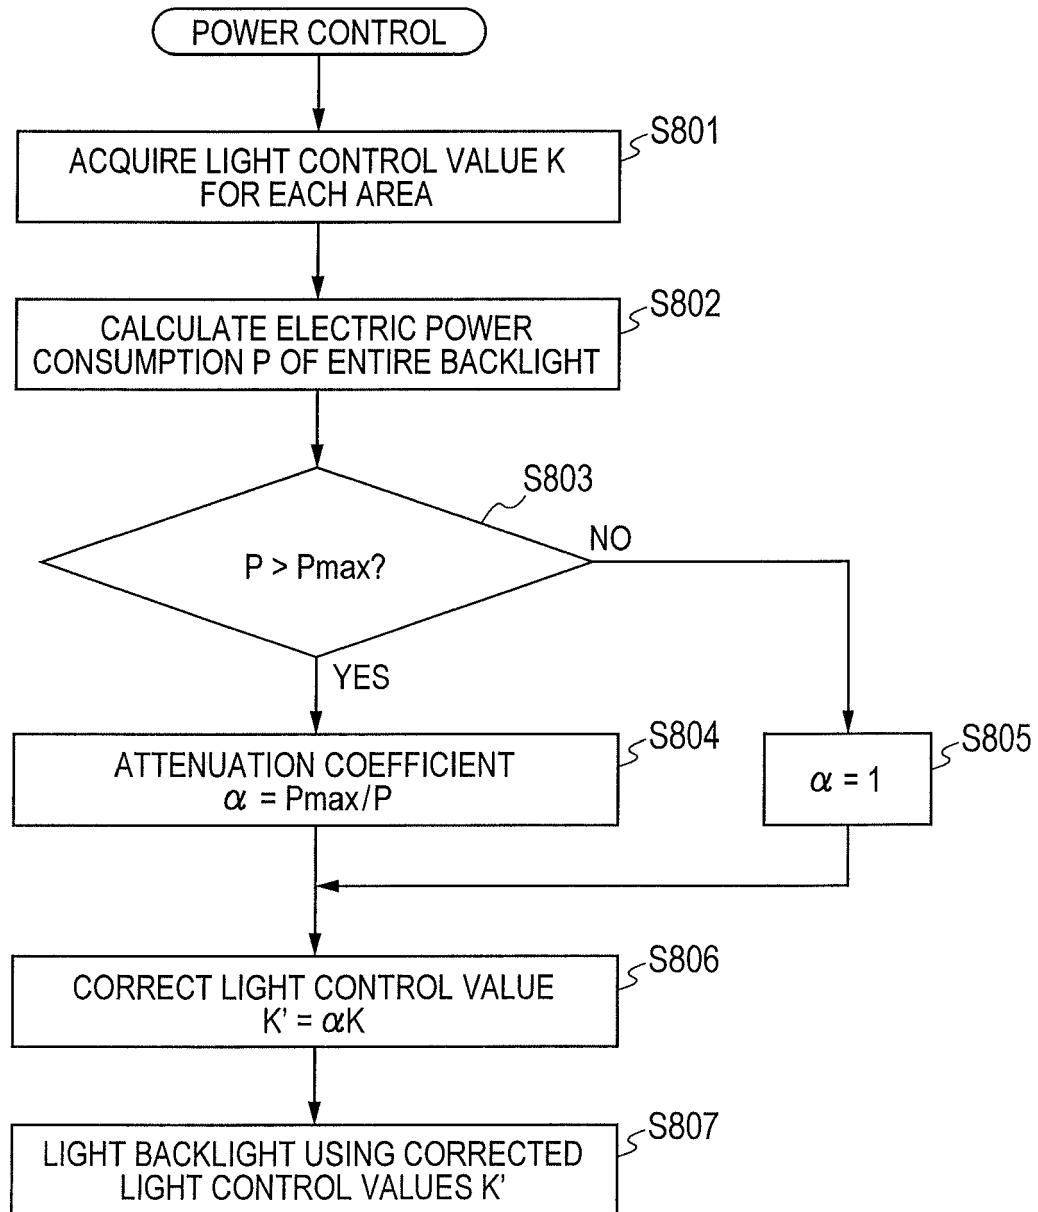 POWER CONTROL
S801
ACQUIRE LIGHT CONTROL VALUE K
FOR EACH AREA
S802
CALCULATE ELECTRIC POWER
CONSUMPTION P OF ENTIRE BACKLIGHT
S803
P > Pmax?
NO
YES
S804
ATTENUATION COEFFICIENT
α = Pmax/P
S805
α = 1
S806
CORRECT LIGHT CONTROL VALUE
K' = αK
S807
LIGHT BACKLIGHT USING CORRECTED
LIGHT CONTROL VALUES K'